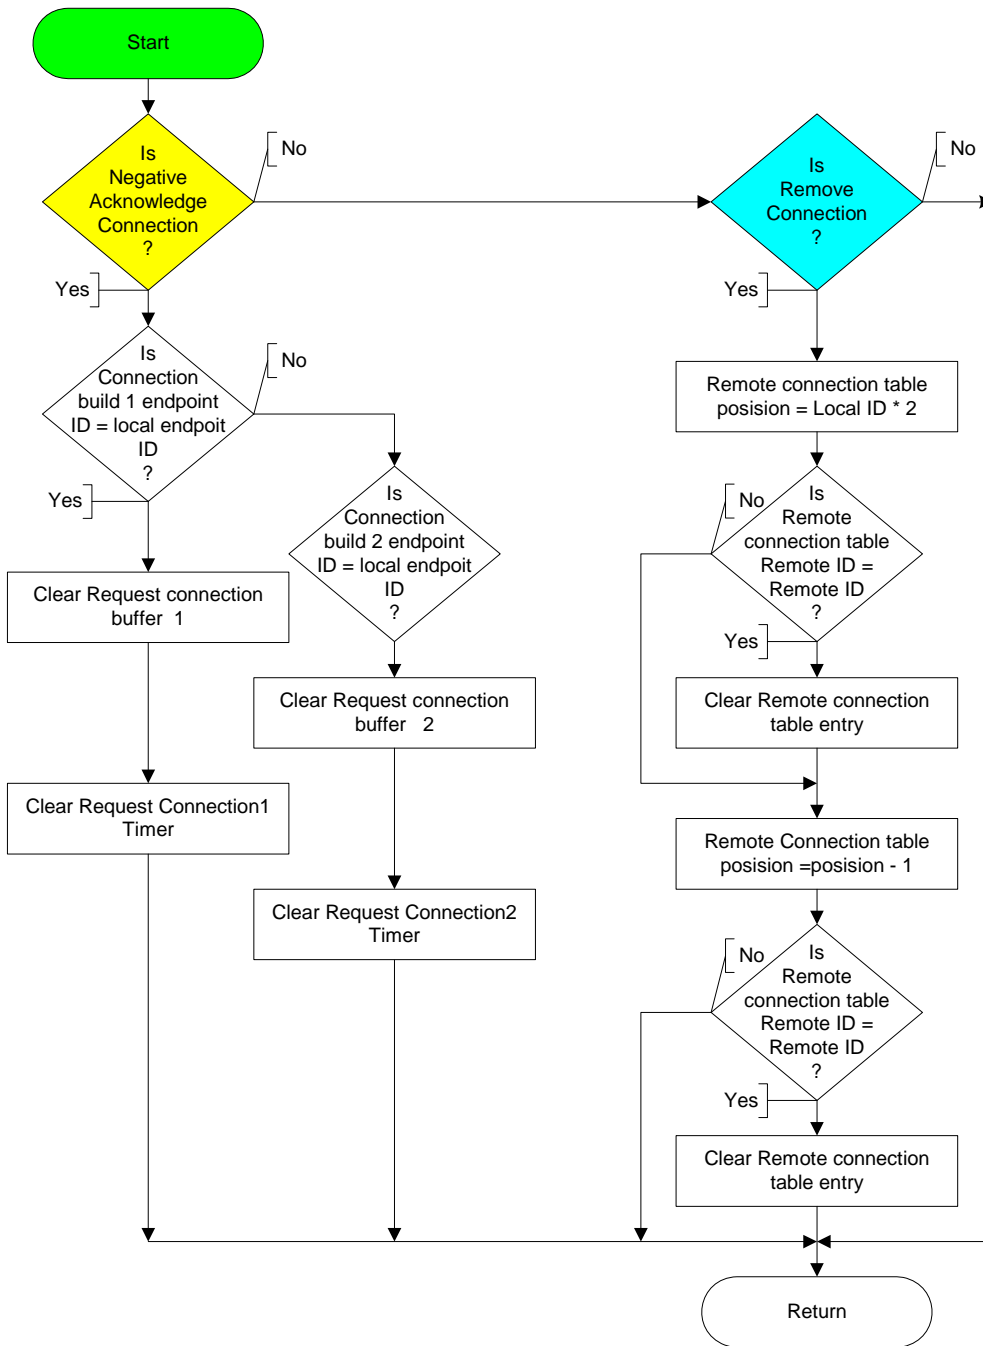 Start
Is
Negative
Acknowledge
Connection
?
No
Yes
Is
Remove
Connection
?
No
Yes
Is
Connection
build 1 endpoint
ID = local endpoit
ID
?
No
Yes
Is
Connection
build 2 endpoint
ID = local endpoit
ID
?
Clear Request connection
buffer 1
Clear Request connection
buffer 2
Clear Request Connection1
Timer
Clear Request Connection2
Timer
Remote connection table
posision = Local ID * 2
Is
Remote
connection table
Remote ID =
Remote ID
?
No
Yes
Clear Remote connection
table entry
Remote Connection table
posision =posision - 1
Is
Remote
connection table
Remote ID =
Remote ID
?
No
Yes
Clear Remote connection
table entry
Return